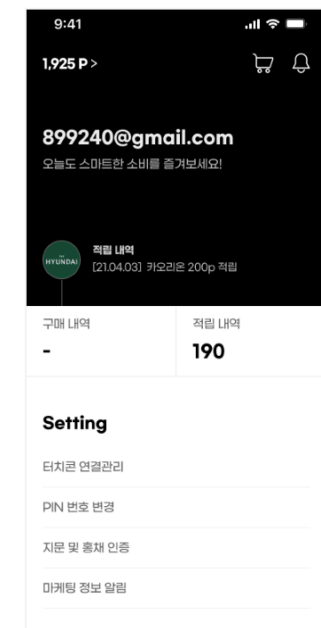 9:41
1,925 P >
899240@gmail.com
오늘도 스마트한 소비를 즐겨보세요!
THE
HYUNDAI
적립 내역
[21.04.03] 카오리온 200p 적립
구매 내역
적립 내역
-
190
Setting
터치콘 연결관리
PIN 번호 변경
지문 및 홍채 인증
마케팅 정보 알림